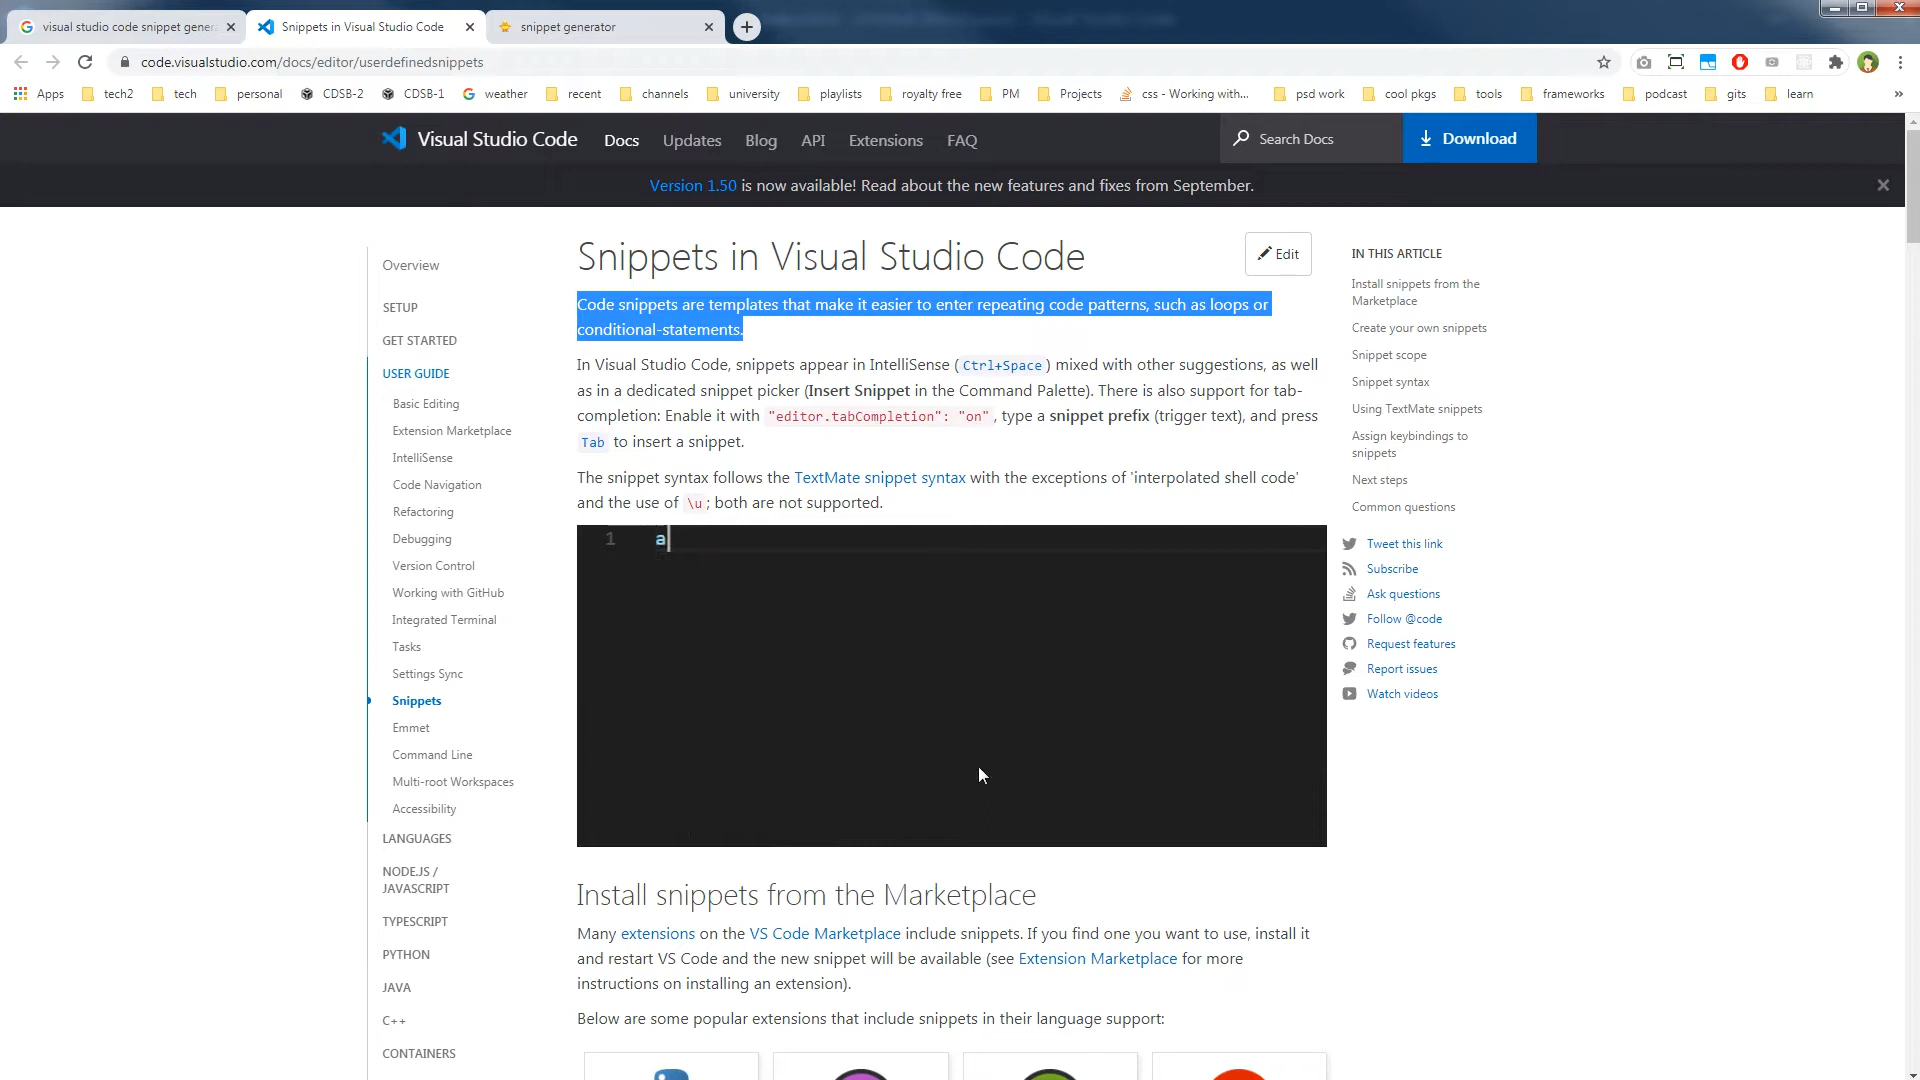 visual studio code snippet genera
Snippets in Visual Studio Code
snippet generator
code.visualstudio.com/docs/editor/userdefinedsnippets
Apps
tech2
tech
personal
CDSB-2
CDSB-1
weather
recent
channels
university
playlists
royalty free
PM
Projects
css - Working with...
psd work
cool pkgs
tools
frameworks
podcast
gits
learn
»
Visual Studio Code
Docs
Updates
Blog
API
Extensions
FAQ
Search Docs
Download
Version 1.50 is now available! Read about the new features and fixes from September.
Overview
SETUP
GET STARTED
USER GUIDE
Basic Editing
Extension Marketplace
IntelliSense
Code Navigation
Refactoring
Debugging
Version Control
Working with GitHub
Integrated Terminal
Tasks
Settings Sync
Snippets
Emmet
Command Line
Multi-root Workspaces
Accessibility
LANGUAGES
NODE.JS /
JAVASCRIPT
TYPESCRIPT
PYTHON
JAVA
C++
CONTAINERS
Snippets in Visual Studio Code
Edit
Code snippets are templates that make it easier to enter repeating code patterns, such as loops or
conditional-statements.
In Visual Studio Code, snippets appear in IntelliSense (Ctrl+Space) mixed with other suggestions, as well
as in a dedicated snippet picker (Insert Snippet in the Command Palette). There is also support for tab-
completion: Enable it with "editor.tabCompletion": "on", type a snippet prefix (trigger text), and press
Tab to insert a snippet.
The snippet syntax follows the TextMate snippet syntax with the exceptions of 'interpolated shell code'
and the use of \u; both are not supported.
1 a
Install snippets from the Marketplace
Many extensions on the VS Code Marketplace include snippets. If you find one you want to use, install it
and restart VS Code and the new snippet will be available (see Extension Marketplace for more
instructions on installing an extension).
Below are some popular extensions that include snippets in their language support:
IN THIS ARTICLE
Install snippets from the
Marketplace
Create your own snippets
Snippet scope
Snippet syntax
Using TextMate snippets
Assign keybindings to
snippets
Next steps
Common questions
Tweet this link
Subscribe
Ask questions
Follow @code
Request features
Report issues
Watch videos